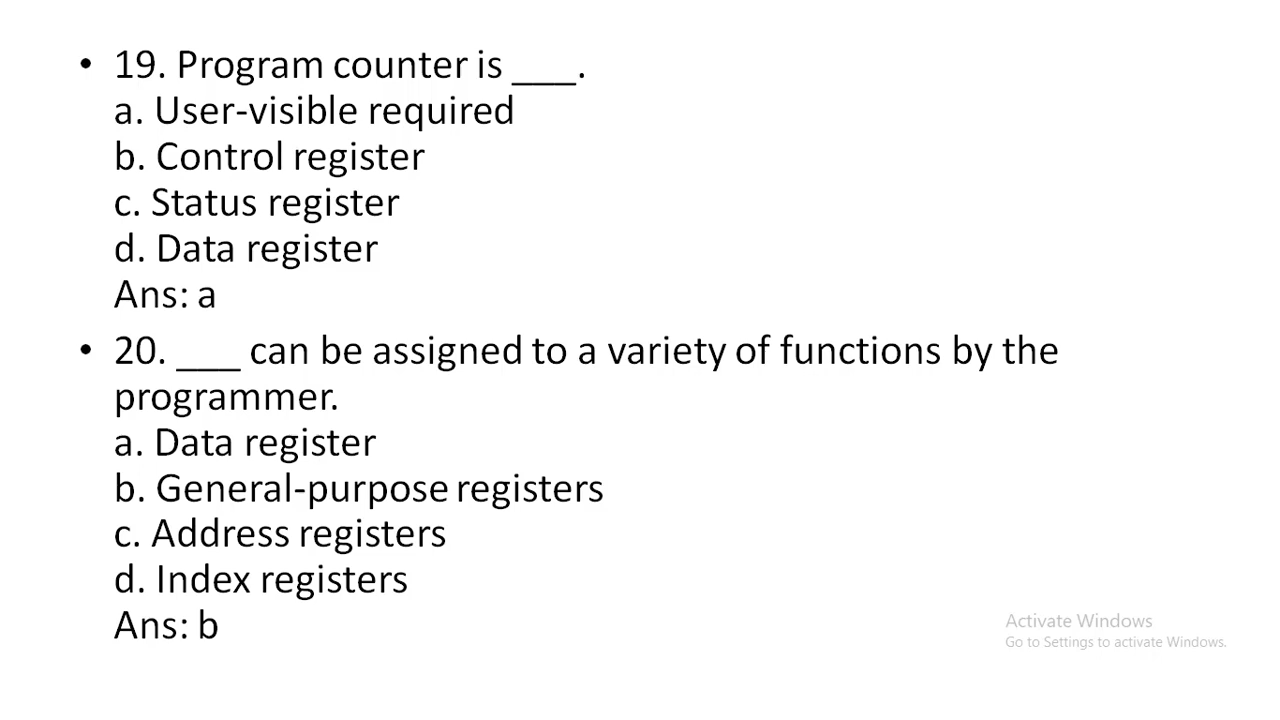 • 19. Program counter is ___.
a. User-visible required
b. Control register
c. Status register
d. Data register
Ans: a
• 20. ___ can be assigned to a variety of functions by the
programmer.
a. Data register
b. General-purpose registers
c. Address registers
d. Index registers
Ans: b
Activate Windows
Go to Settings to activate Windows.